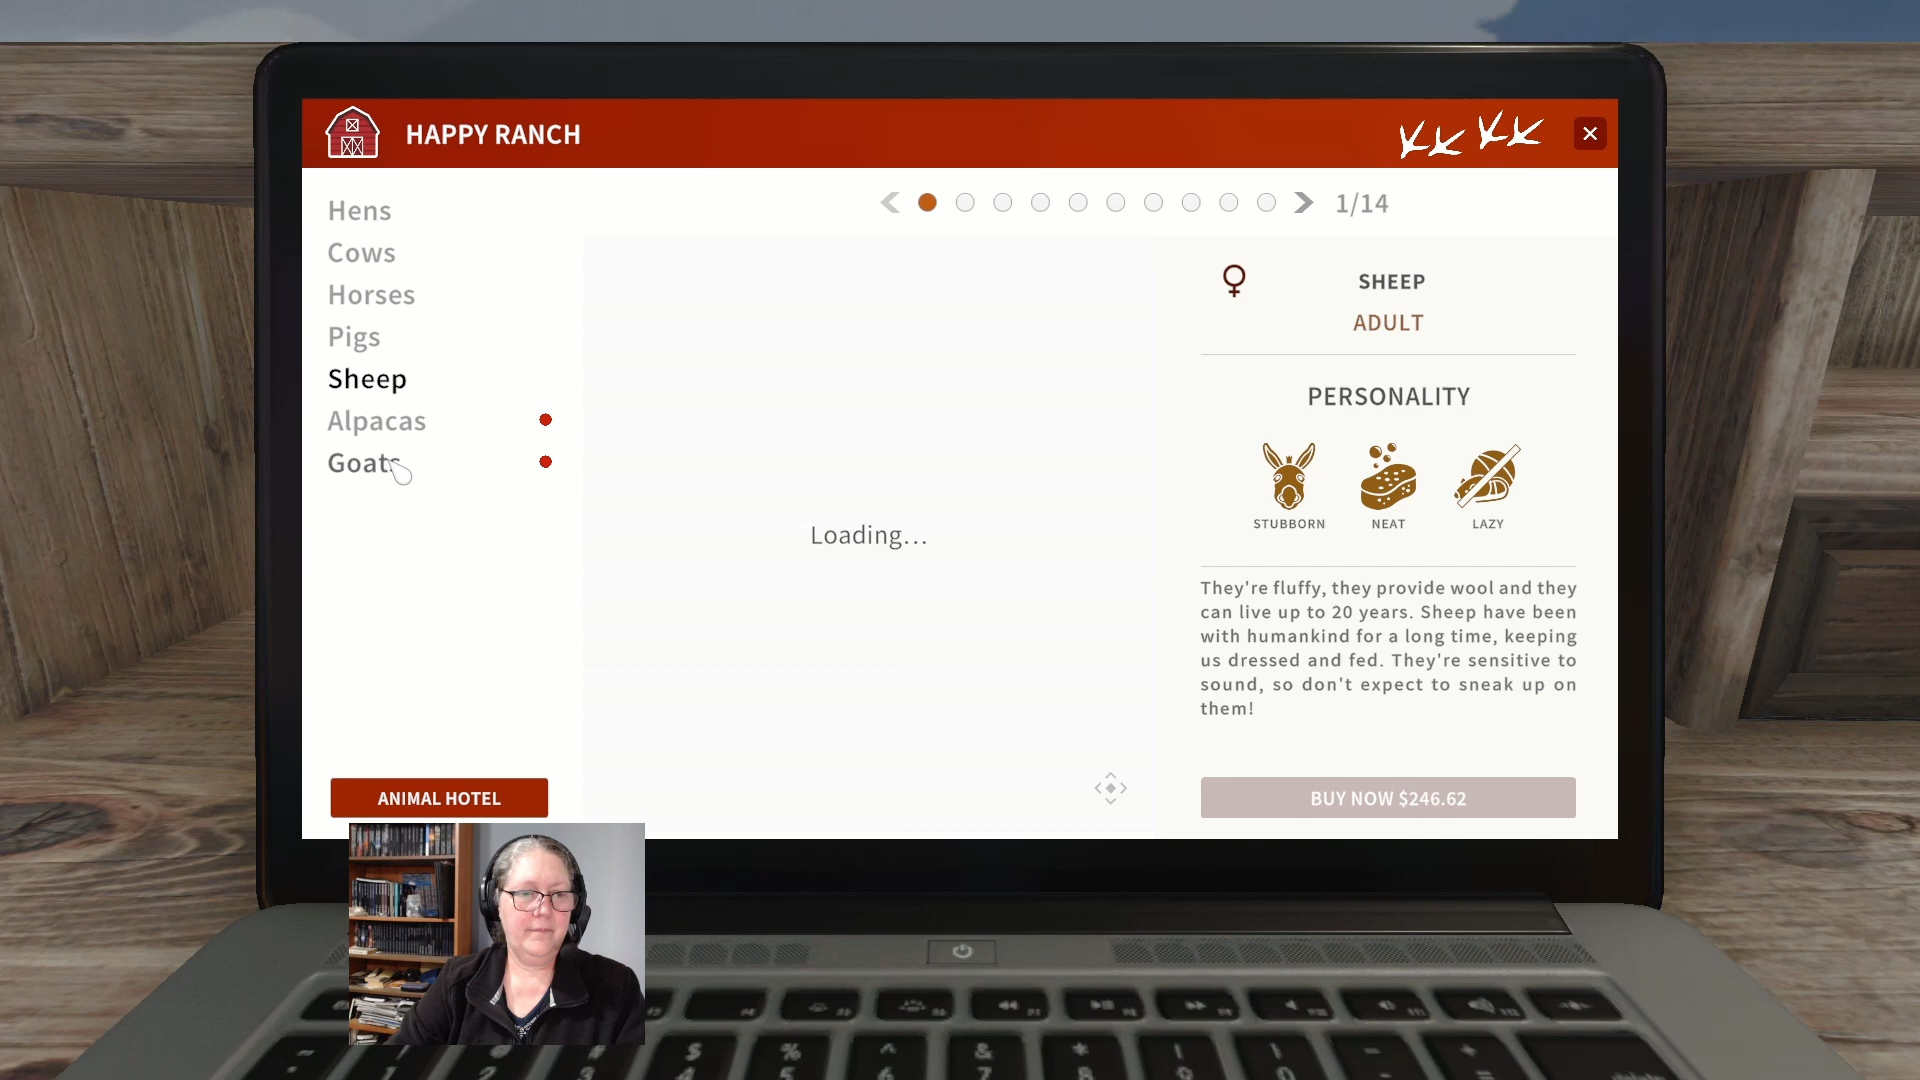 HAPPY RANCH
1/14
Hens
Cows
Horses
Pigs
Sheep
Alpacas
Goats
Loading...
SHEEP
ADULT
PERSONALITY
STUBBORN
NEAT
LAZY
They're fluffy, they provide wool and they
can live up to 20 years. Sheep have been
with humankind for a long time, keeping
us dressed and fed. They're sensitive to
sound, so don't expect to sneak up on
them!
ANIMAL HOTEL
BUY NOW $246.62